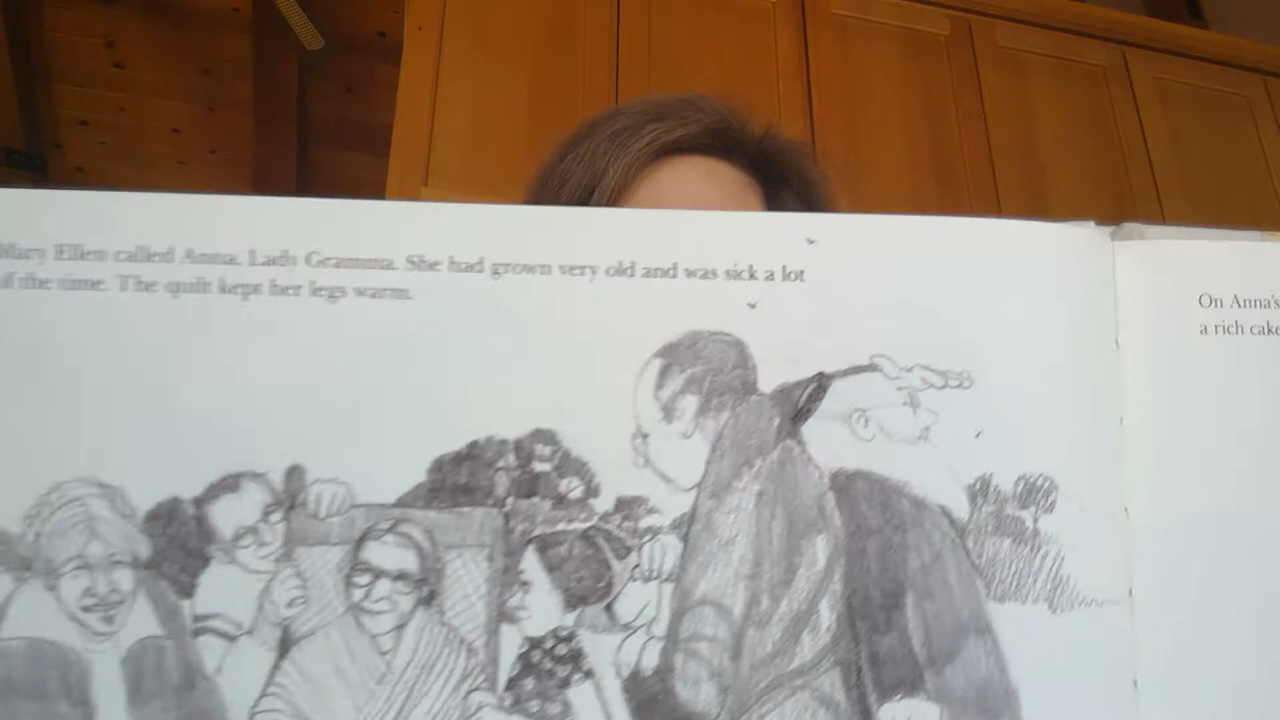 Mary Ellen called Anna, Lady Gramma. She had grown very old and was sick a lot
of the time. The quilt kept her legs warm.
On Anna's
a rich cake